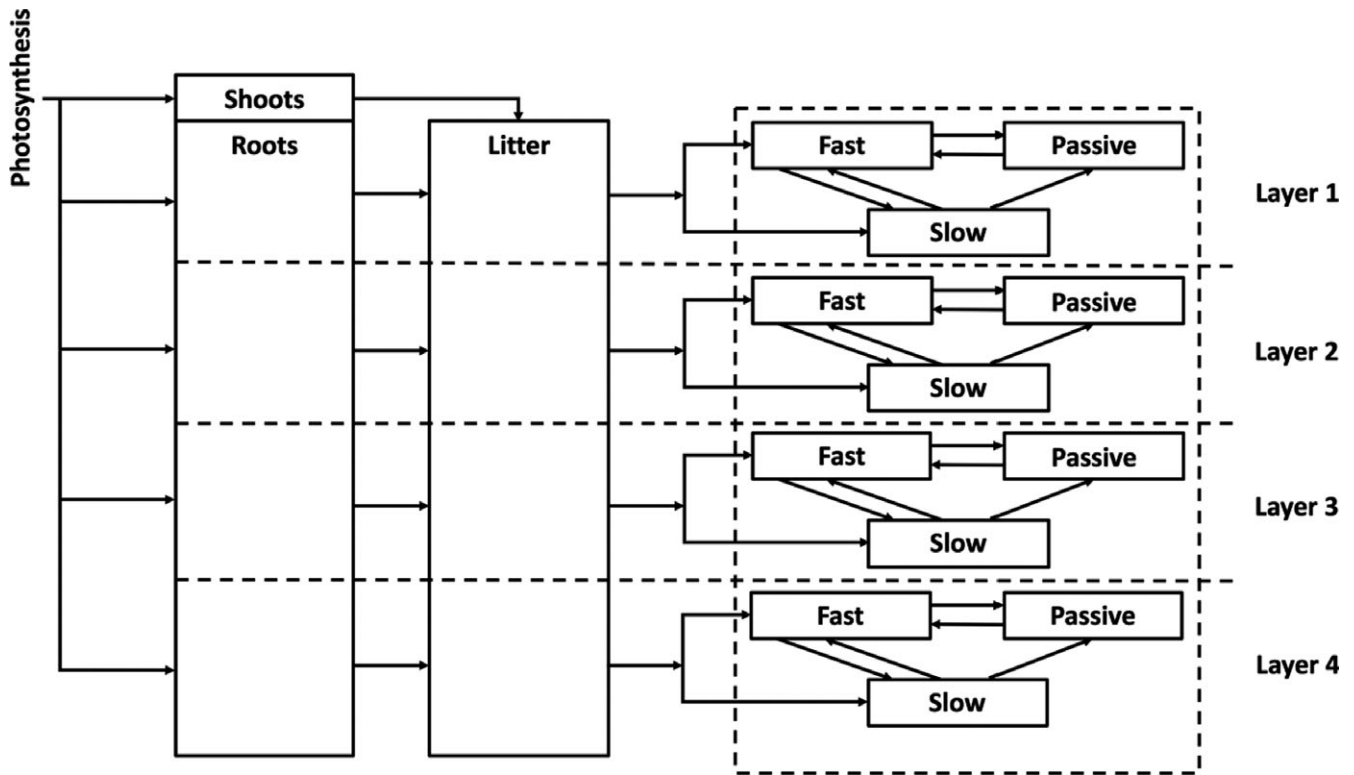 Photosynthesis
Shoots
Roots
Litter
Fast
Passive
Slow
Layer 1
Fast
Passive
Slow
Layer 2
Fast
Passive
Slow
Layer 3
Fast
Passive
Slow
Layer 4